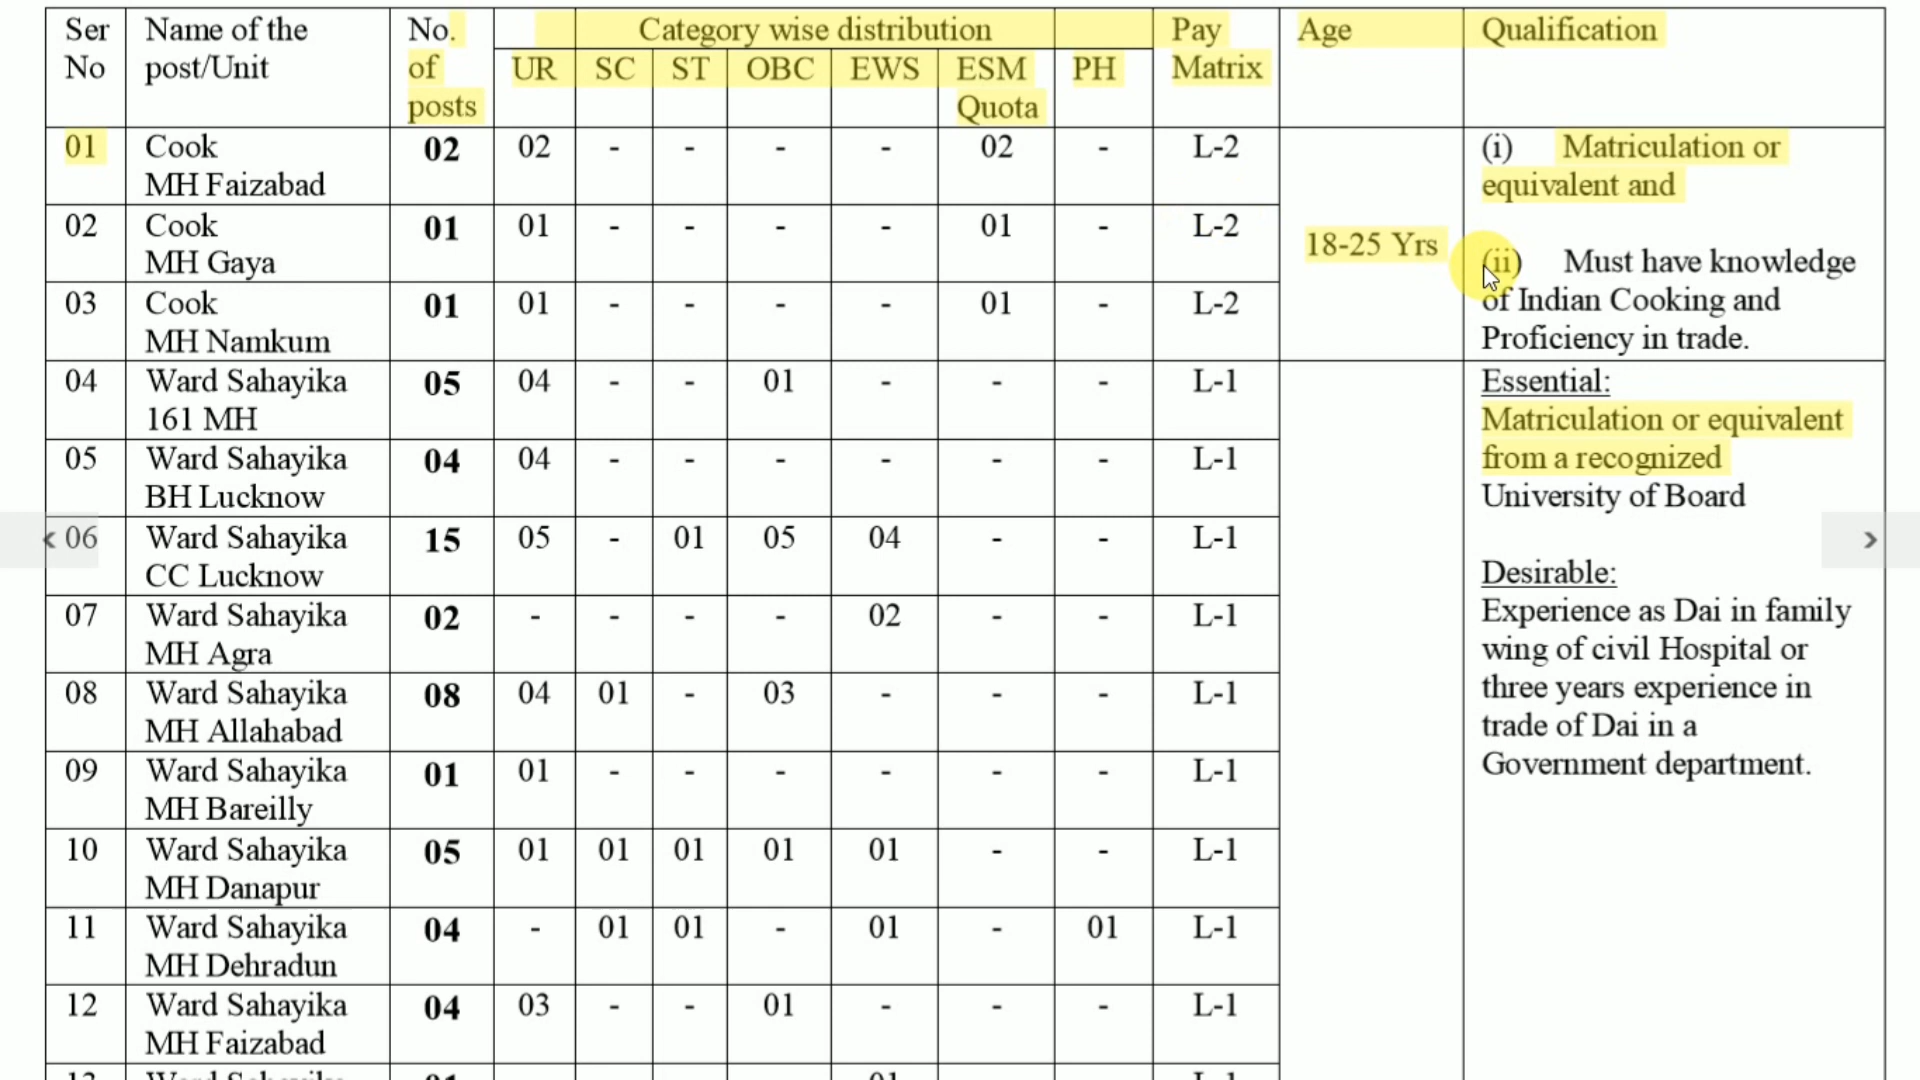 Ser No | Name of the post/Unit | No. of posts | Category wise distribution | Pay Matrix | Age | Qualification
UR | SC | ST | OBC | EWS | ESM Quota | PH
01 | Cook MH Faizabad | 02 | 02 | - | - | - | - | 02 | - | L-2
02 | Cook MH Gaya | 01 | 01 | - | - | - | - | 01 | - | L-2
03 | Cook MH Namkum | 01 | 01 | - | - | - | - | 01 | - | L-2
18-25 Yrs
(i) Matriculation or
equivalent and
(ii) Must have knowledge
of Indian Cooking and
Proficiency in trade.
04 | Ward Sahayika 161 MH | 05 | 04 | - | - | 01 | - | - | - | L-1
05 | Ward Sahayika BH Lucknow | 04 | 04 | - | - | - | - | - | - | L-1
06 | Ward Sahayika CC Lucknow | 15 | 05 | - | 01 | 05 | 04 | - | - | L-1
07 | Ward Sahayika MH Agra | 02 | - | - | - | - | 02 | - | - | L-1
08 | Ward Sahayika MH Allahabad | 08 | 04 | 01 | - | 03 | - | - | - | L-1
09 | Ward Sahayika MH Bareilly | 01 | 01 | - | - | - | - | - | - | L-1
10 | Ward Sahayika MH Danapur | 05 | 01 | 01 | 01 | 01 | 01 | - | - | L-1
11 | Ward Sahayika MH Dehradun | 04 | - | 01 | 01 | - | 01 | - | 01 | L-1
12 | Ward Sahayika MH Faizabad | 04 | 03 | - | - | 01 | - | - | - | L-1
Essential:
Matriculation or equivalent
from a recognized
University of Board
Desirable:
Experience as Dai in family
wing of civil Hospital or
three years experience in
trade of Dai in a
Government department.